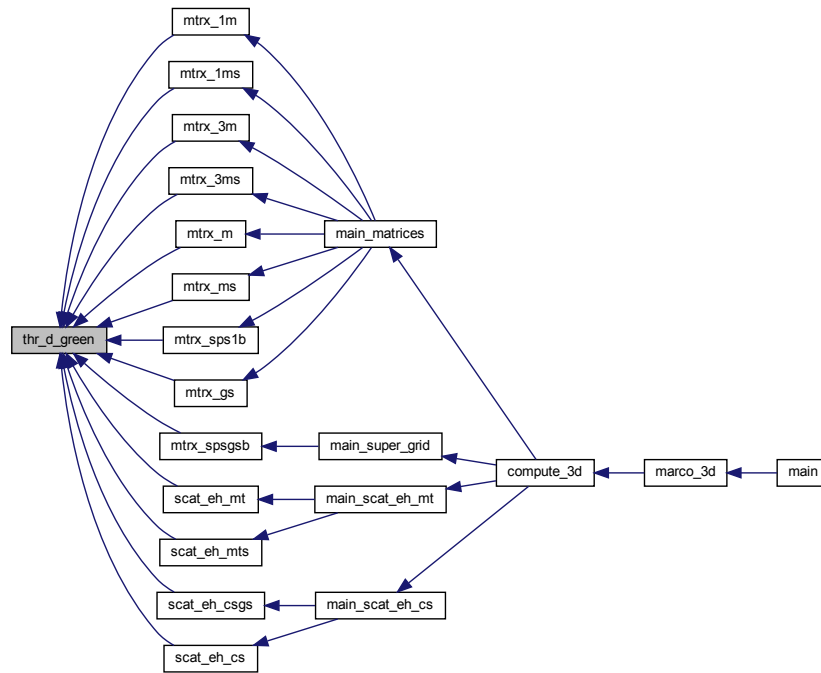 mtrx_1m
mtrx_1ms
mtrx_3m
mtrx_3ms
mtrx_m
main_matrices
mtrx_ms
thr_d_green
mtrx_sps1b
mtrx_gs
mtrx_spsgsb
main_super_grid
compute_3d
marco_3d
main
scat_eh_mt
main_scat_eh_mt
scat_eh_mts
scat_eh_csgs
main_scat_eh_cs
scat_eh_cs